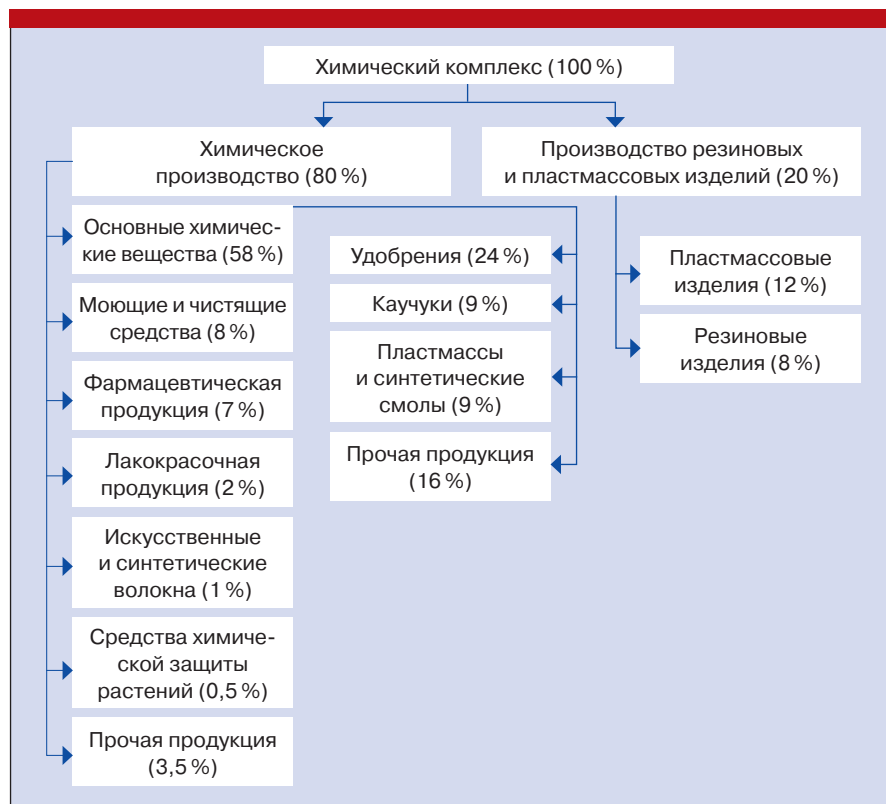 Химический комплекс (100 %)
Химическое
производство (80 %)
Производство резиновых
и пластмассовых изделий (20 %)
Основные химичес-
кие вещества (58 %)
Моющие и чистящие
средства (8 %)
Фармацевтическая
продукция (7 %)
Лакокрасочная
продукция (2 %)
Искусственные
и синтетические
волокна (1 %)
Средства химиче-
ской защиты
растений (0,5 %)
Прочая продукция
(3,5 %)
Удобрения (24 %)
Каучуки (9 %)
Пластмассы
и синтетические
смолы (9 %)
Прочая продукция
(16 %)
Пластмассовые
изделия (12 %)
Резиновые
изделия (8 %)